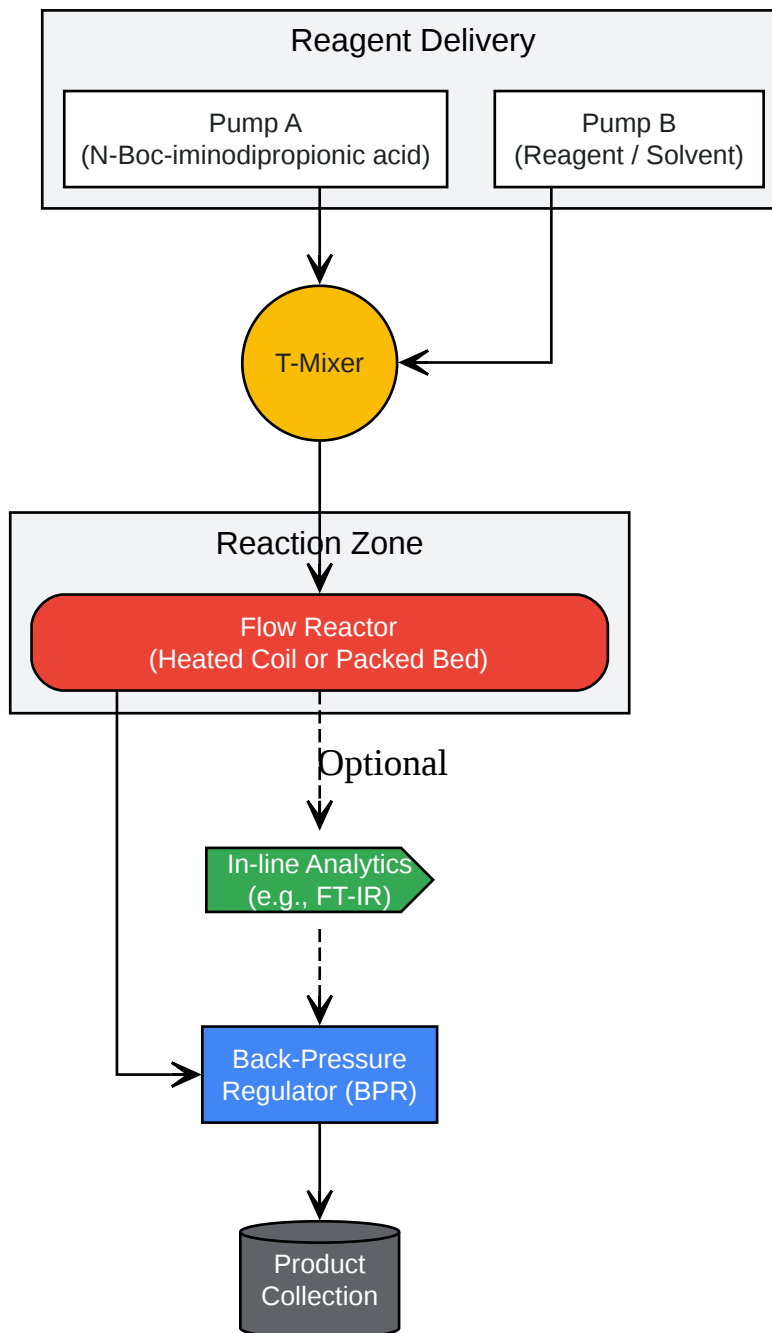 Reagent Delivery
Pump A
(N-Boc-iminodipropionic acid)
Pump B
(Reagent / Solvent)
T-Mixer
Reaction Zone
Flow Reactor
(Heated Coil or Packed Bed)
Optional
In-line Analytics
(e.g., FT-IR)
Back-Pressure
Regulator (BPR)
Product
Collection